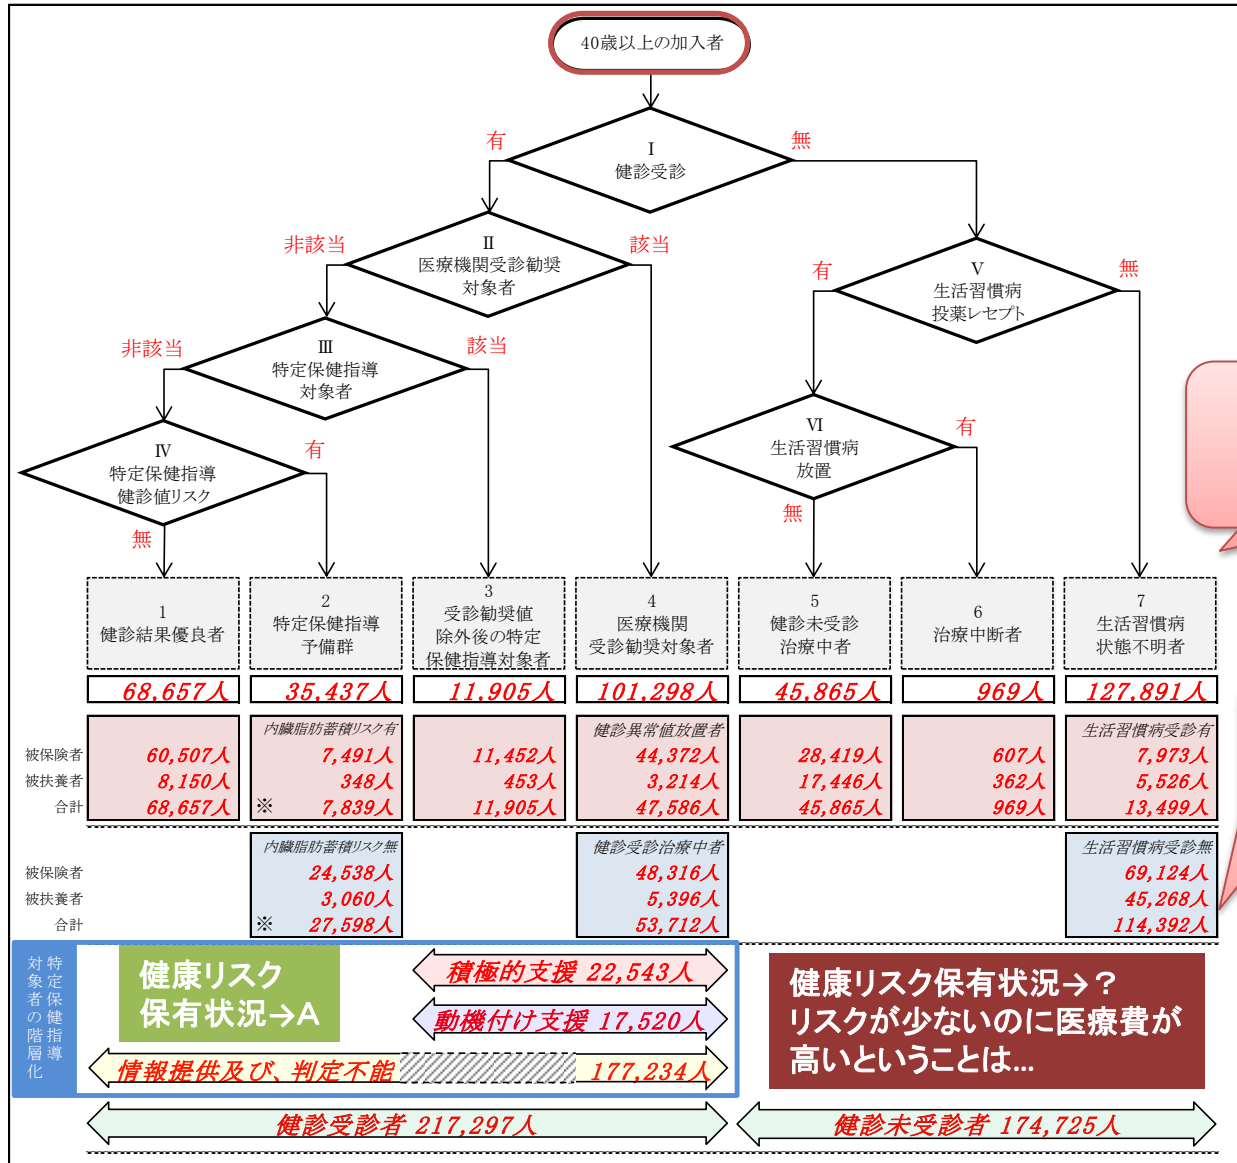 40歳以上の加入者
有
Ⅰ
健診受診
無
非該当
Ⅱ
医療機関受診勧奨
対象者
該当
有
Ⅴ
生活習慣病
投薬レセプト
無
非該当
Ⅲ
特定保健指導
対象者
該当
Ⅳ
特定保健指導
健診値リスク
有
無
Ⅵ
生活習慣病
放置
有
無
1
健診結果優良者
2
特定保健指導
予備群
3
受診勧奨値
除外後の特定
保健指導対象者
4
医療機関
受診勧奨対象者
5
健診未受診
治療中者
6
治療中断者
7
生活習慣病
状態不明者
68,657人 35,437人 11,905人 101,298人 45,865人 969人 127,891人
内臓脂肪蓄積リスク有 健診異常値放置者 生活習慣病受診有
被保険者 60,507人 7,491人 11,452人 44,372人 28,419人 607人 7,973人
被扶養者 8,150人 348人 453人 3,214人 17,446人 362人 5,526人
合計 68,657人 ※ 7,839人 11,905人 47,586人 45,865人 969人 13,499人
内臓脂肪蓄積リスク無 健診受診治療中者 生活習慣病受診無
被保険者 24,538人 48,316人 69,124人
被扶養者 3,060人 5,396人 45,268人
合計 ※ 27,598人 53,712人 114,392人
特定保健指導
対象者の階層化
健康リスク
保有状況→A
積極的支援 22,543人
動機付け支援 17,520人
情報提供及び、判定不能 177,234人
健康リスク保有状況→？
リスクが少ないのに医療費が
高いということは…
健診受診者 217,297人
健診未受診者 174,725人